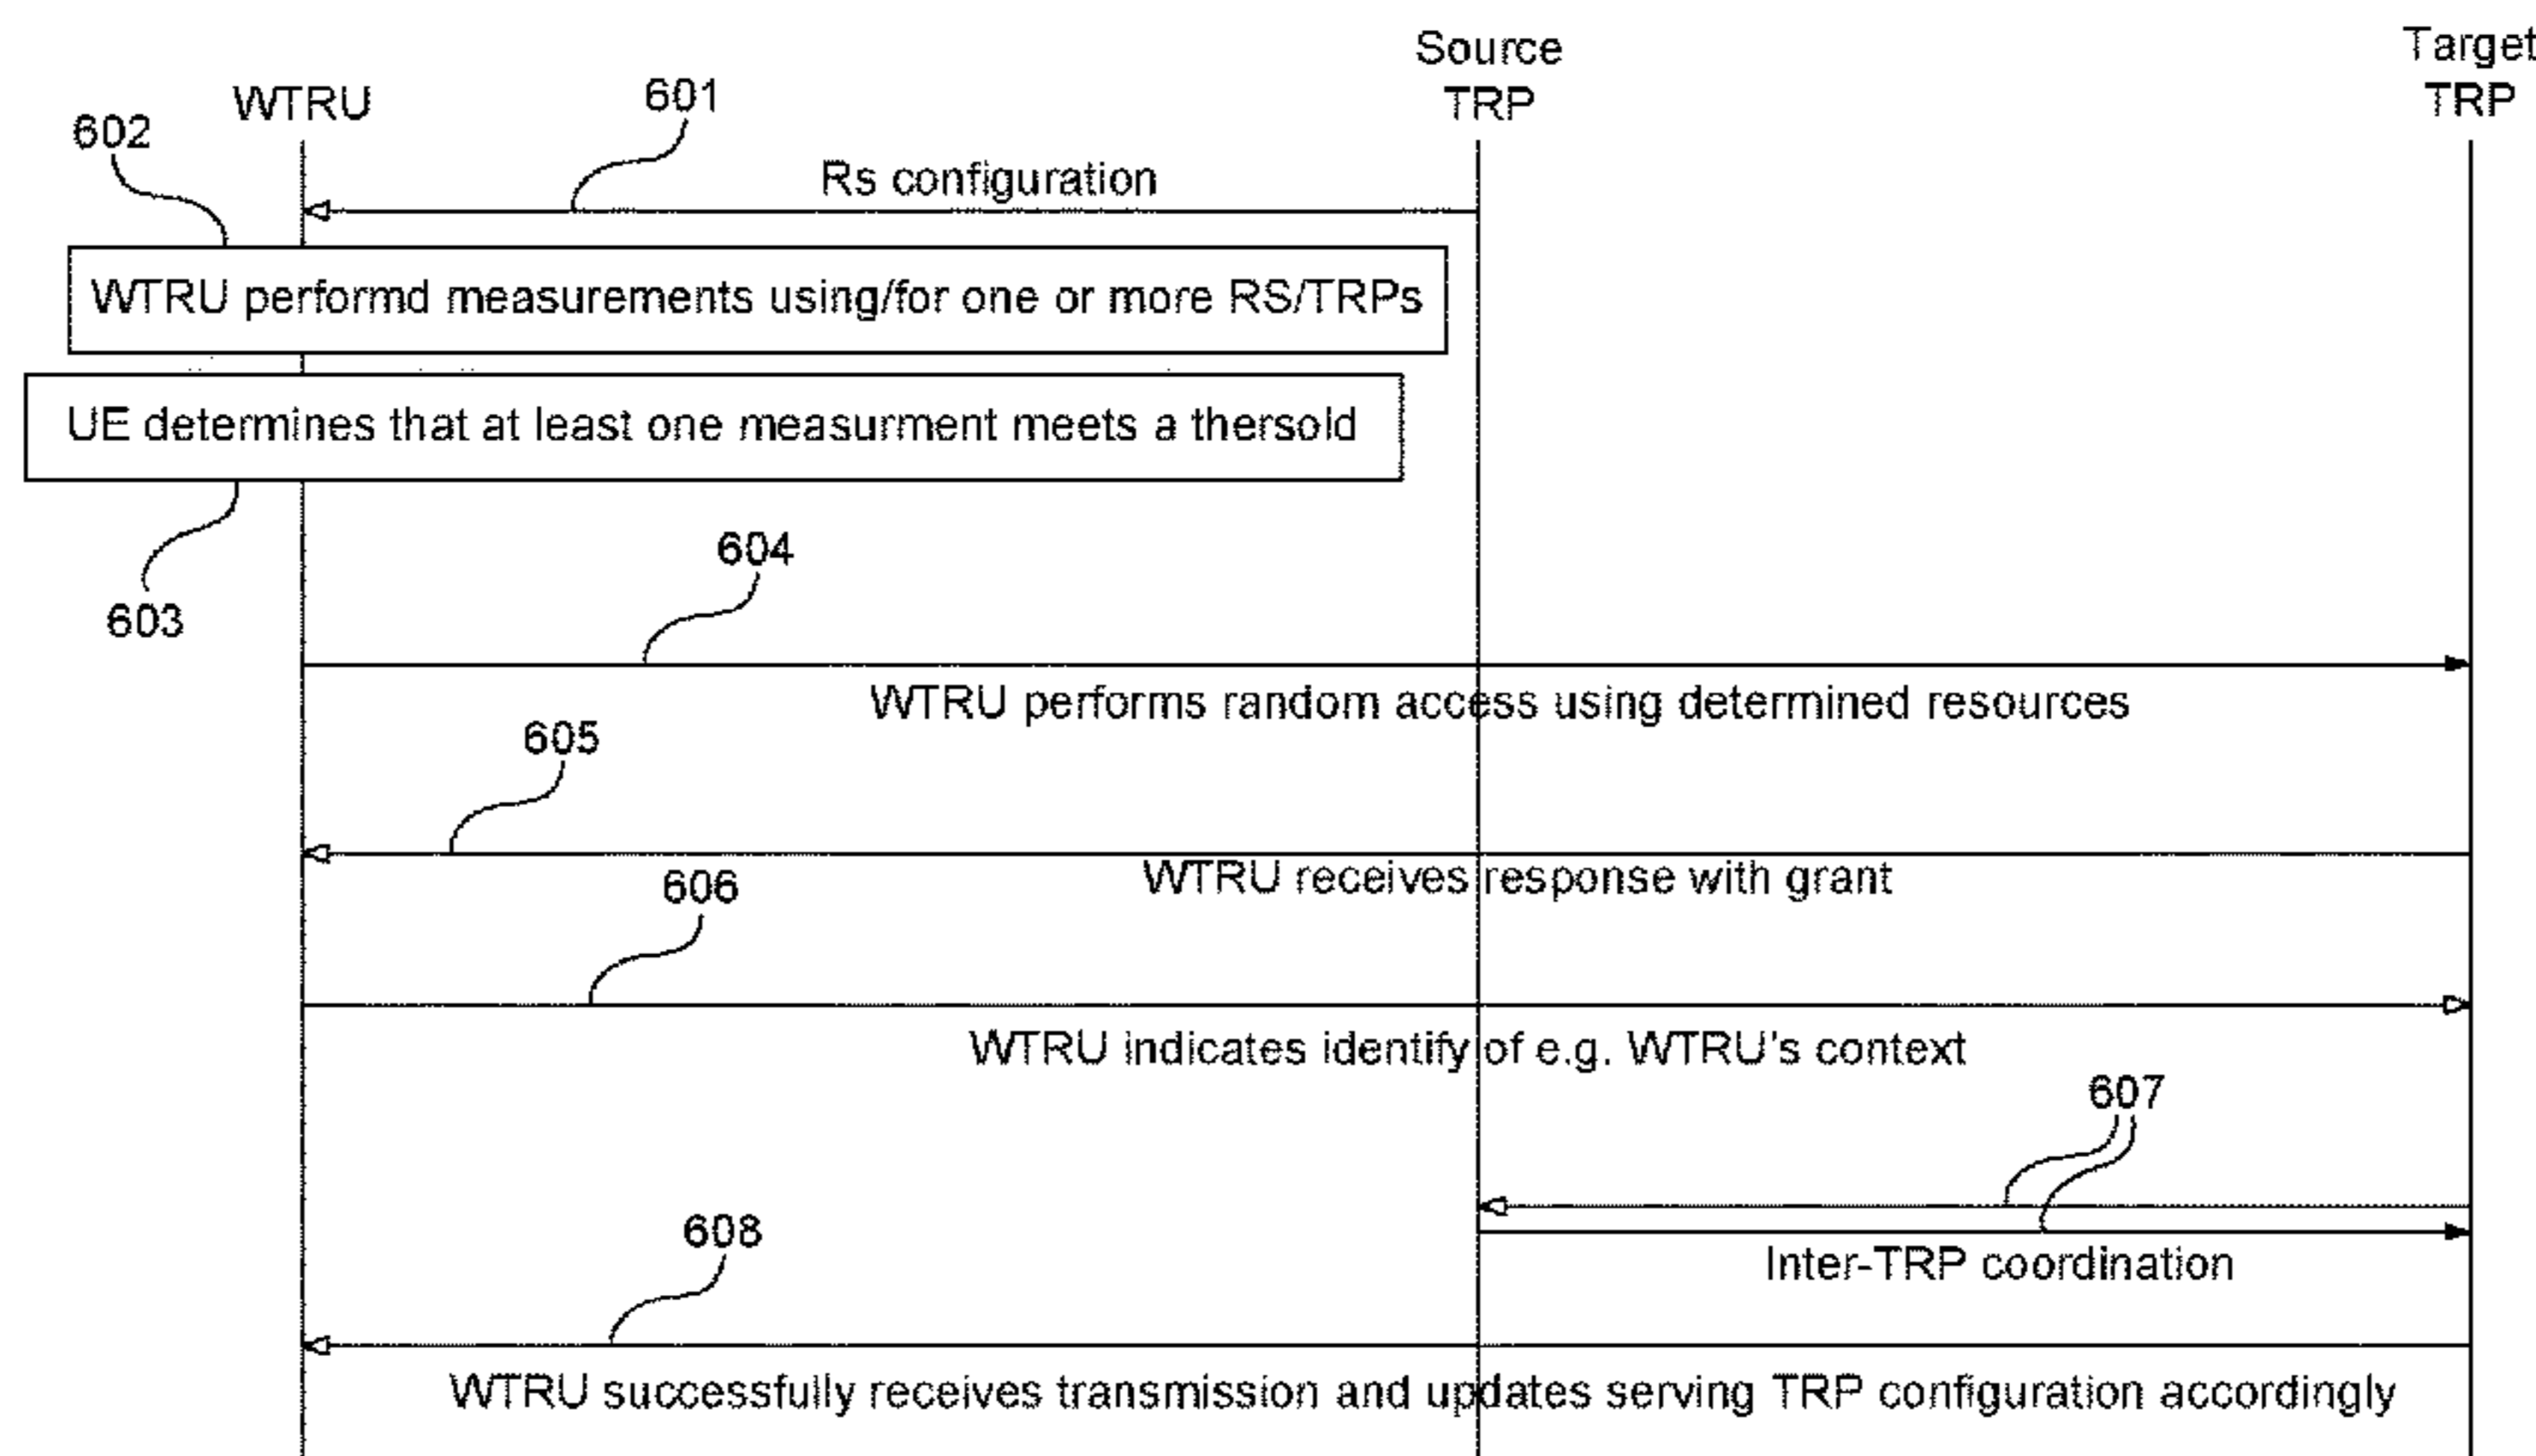 Source
TRP
Target
TRP
WTRU
601
602
Rs configuration
WTRU performd measurements using/for one or more RS/TRPs
UE determines that at least one measurment meets a thersold
604
603
WTRU performs random access using determined resources
605
WTRU receives response with grant
606
WTRU indicates identify of e.g. WTRU's context
607
608
Inter-TRP coordination
WTRU successfully receives transmission and updates serving TRP configuration accordingly